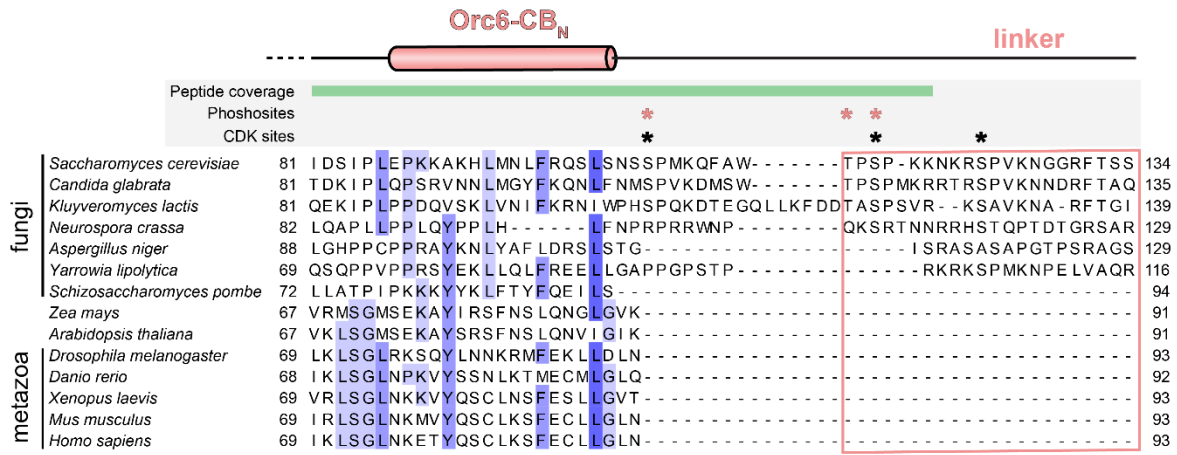 Orc6-CB_N
linker
Peptide coverage
Phoshosites * * *
CDK sites * * *
fungi
Saccharomyces cerevisiae 81 IDSIPLEPKKAKHLMNLFRQSLSNSSPMKQFAW-------TPSP-KKNKRSPVKNGGRFTSS 134
Candida glabrata 81 TDKIPLQPSRVNNLMGYFKQNLFNMSPVKDMSW-------TPSPMKRRTRSPVKNNDRFTAQ 135
Kluyveromyces lactis 81 QEKIPLPPDQVSKLVNIFKRNIWPHSPQKDTEGQLLKFDDTASPSVR--KSAVKNA-RFTGI 139
Neurospora crassa 82 LQAPLLPPLQYPPLH------LFNPRPRRWNP--------QKSRTNNRRHSTQPTDTGRSAR 129
Aspergillus niger 88 LGHPPCPPRAYKNLYAFLDRSLSTG--------------------ISRASASAPGTPSRAGS 129
Yarrowia lipolytica 69 QSQPPVPPRSYEKLLQLFREELLGAPPGPSTP--------------RKRKSPMKNPELVAQR 116
Schizosaccharomyces pombe 72 LLATPIPKKKYYKLFTYFQEILS--------------------------------------- 94
Zea mays 67 VRMSGMSEKAYIRSFNSLQNGLGVK------------------------------------- 91
Arabidopsis thaliana 67 VKLSGMSEKAYSRSFNSLQNVIGIK------------------------------------- 91
metazoa
Drosophila melanogaster 69 LKLSGLRKSQYLNNKRMFEKLLDLN------------------------------------- 93
Danio rerio 68 IKLSGLNPKVYSSNLKTMECMLGLQ------------------------------------- 92
Xenopus laevis 69 VRLSGLNKKVYQSCLNSFESLLGVT------------------------------------- 93
Mus musculus 69 IKLSGLNKMVYQSCLKSFECLLGLN------------------------------------- 93
Homo sapiens 69 IKLSGLNKETYQSCLKSFECLLGLN------------------------------------- 93